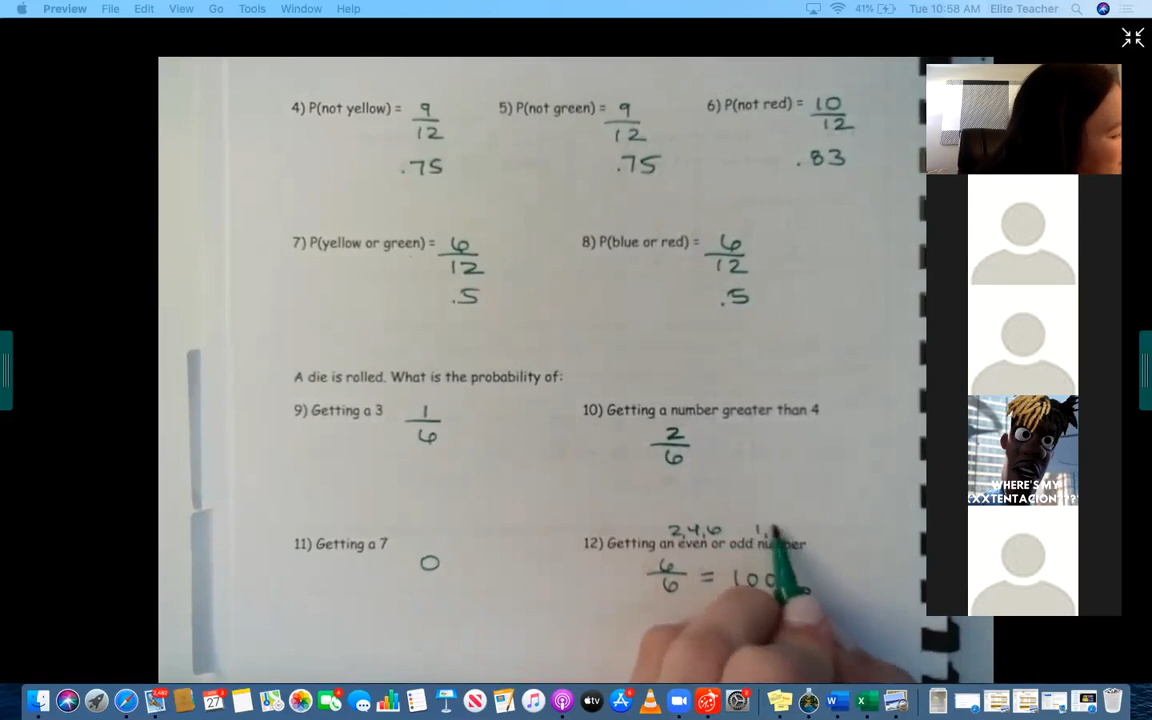 Preview File Edit View Go Tools Window Help 41% Tue 10:58 AM Elite Teacher
4) P(not yellow) = 9/12 5) P(not green) = 9/12 6) P(not red) = 10/12
.75 .75 .83
7) P(yellow or green) = 6/12 8) P(blue or red) = 6/12
.5 .5
A die is rolled. What is the probability of:
9) Getting a 3 1/6 10) Getting a number greater than 4
2/6
2,4,6 1,
11) Getting a 7 0 12) Getting an even or odd number
6/6 = 100
WHERE'S MY
XXXTENTACION???